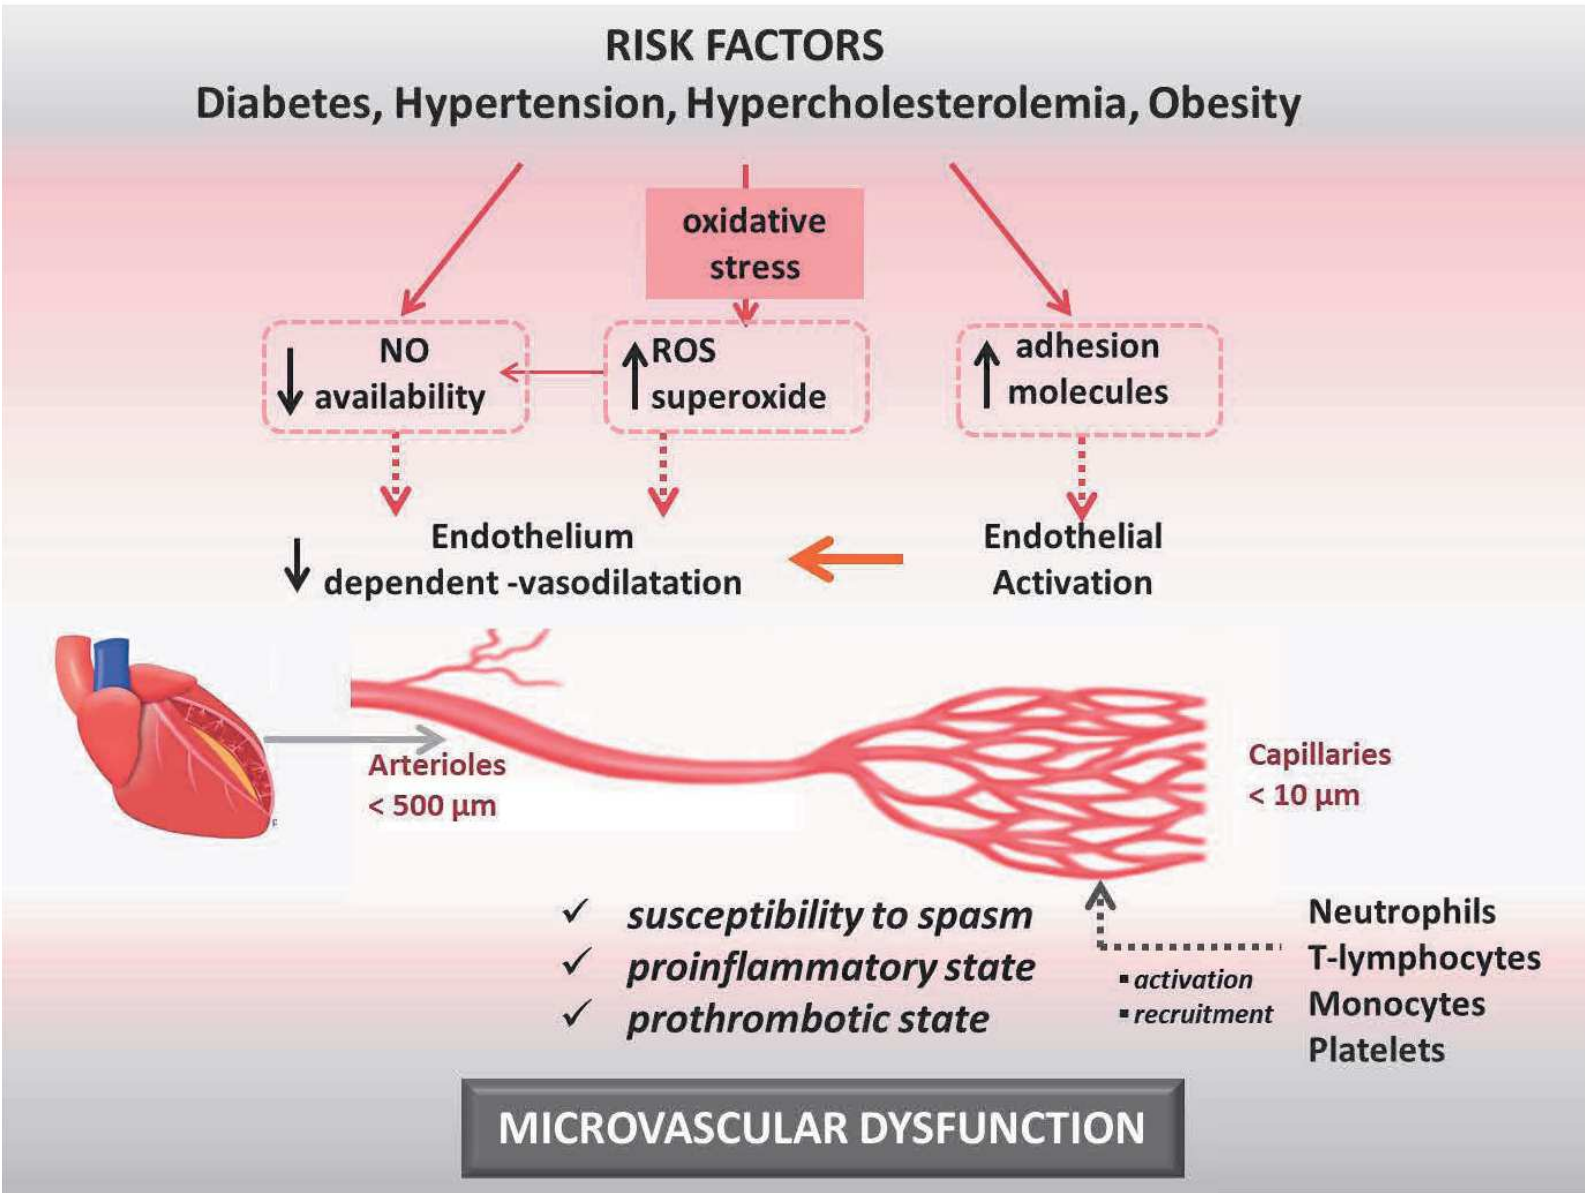 RISK FACTORS
Diabetes, Hypertension, Hypercholesterolemia, Obesity
oxidative
stress
NO
availability
ROS
superoxide
adhesion
molecules
Endothelium
dependent -vasodilatation
Endothelial
Activation
Arterioles
< 500 µm
Capillaries
< 10 µm
susceptibility to spasm
proinflammatory state
prothrombotic state
activation
recruitment
Neutrophils
T-lymphocytes
Monocytes
Platelets
MICROVASCULAR DYSFUNCTION